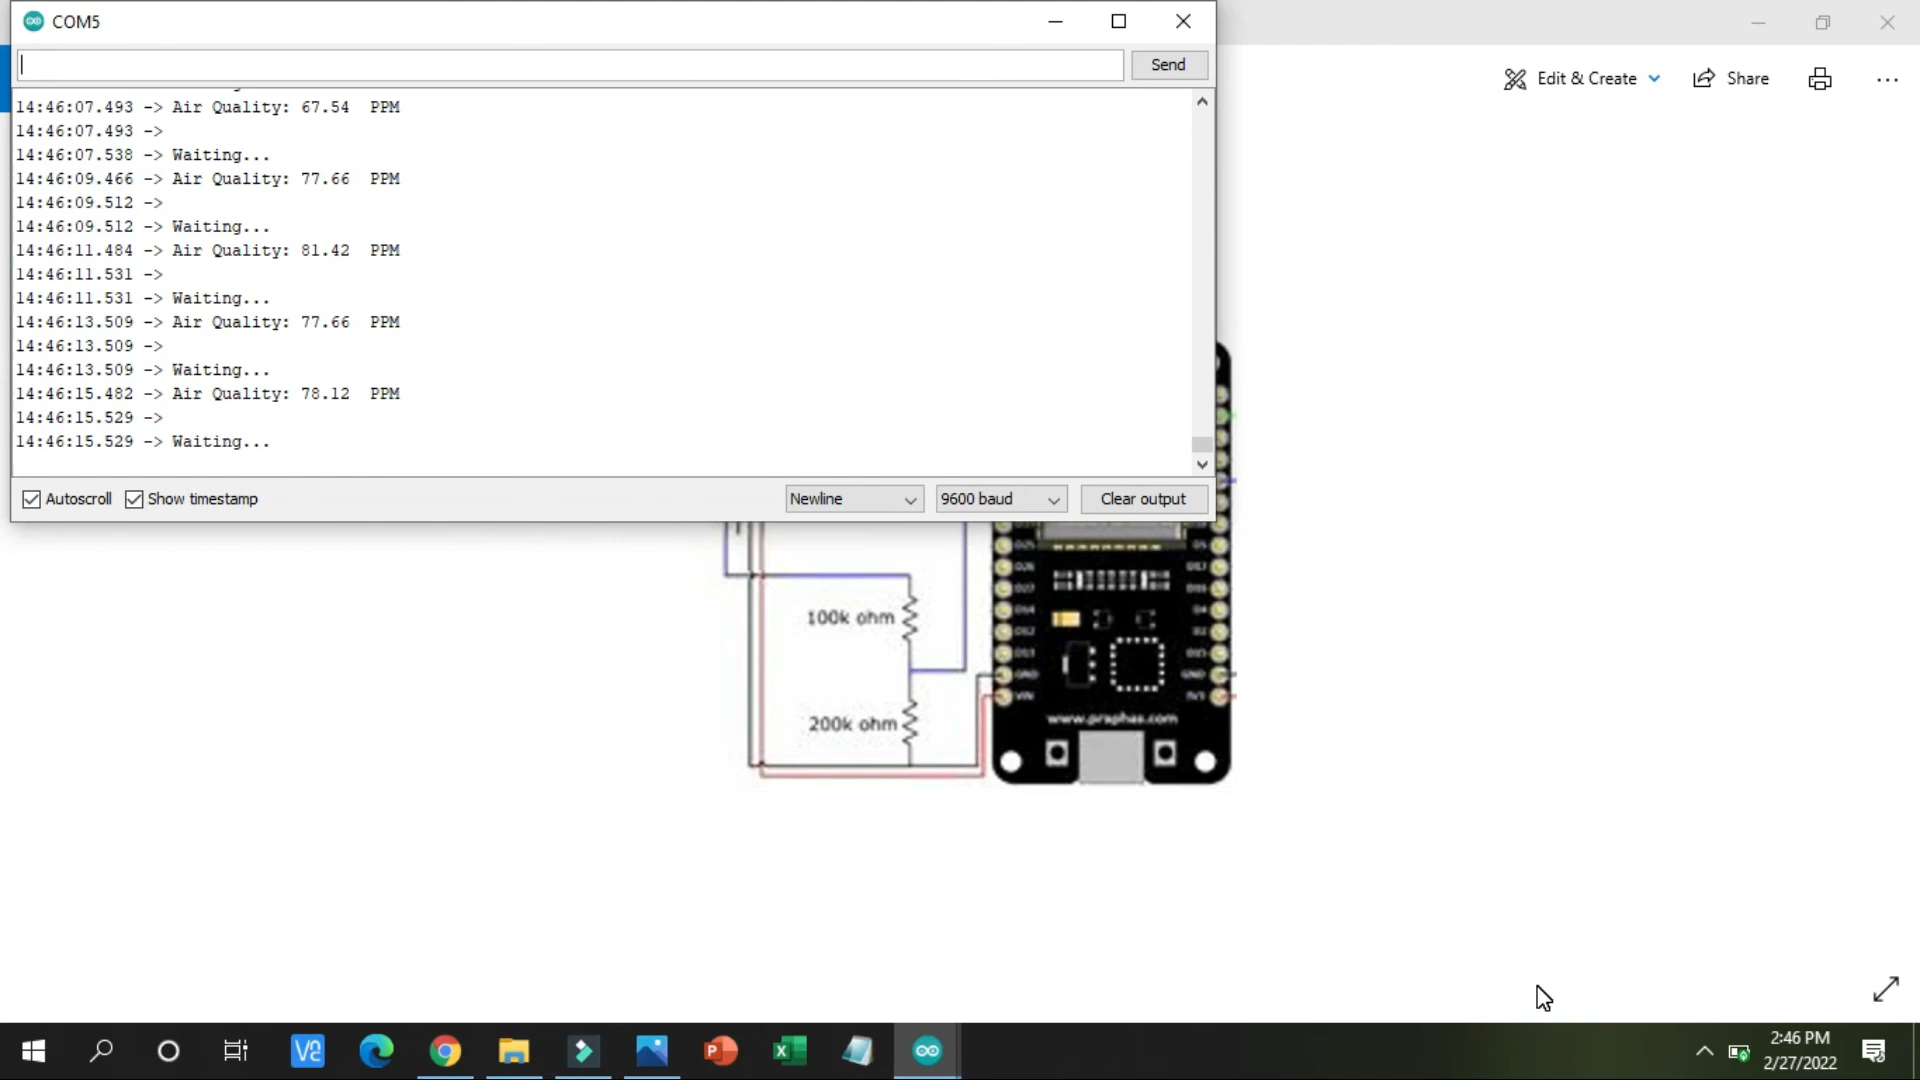 COM5
Send
14:46:07.493 -> Air Quality: 67.54  PPM
14:46:07.493 ->
14:46:07.538 -> Waiting...
14:46:09.466 -> Air Quality: 77.66  PPM
14:46:09.512 ->
14:46:09.512 -> Waiting...
14:46:11.484 -> Air Quality: 81.42  PPM
14:46:11.531 ->
14:46:11.531 -> Waiting...
14:46:13.509 -> Air Quality: 77.66  PPM
14:46:13.509 ->
14:46:13.509 -> Waiting...
14:46:15.482 -> Air Quality: 78.12  PPM
14:46:15.529 ->
14:46:15.529 -> Waiting...
Autoscroll Show timestamp Newline 9600 baud Clear output
Edit & Create Share
100k ohm
200k ohm
GND GND
VIN 3V3
2:46 PM
2/27/2022